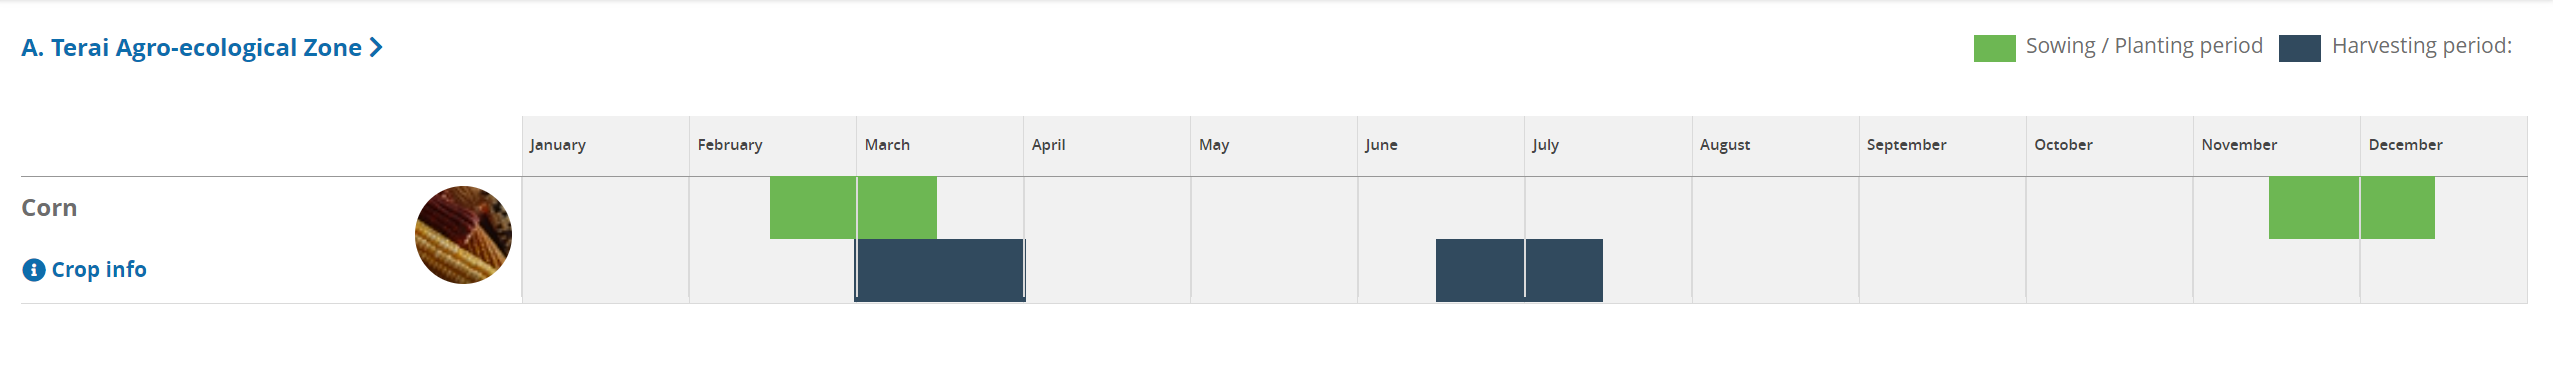 A. Terai Agro-ecological Zone
Sowing / Planting period
Harvesting period:
January February March April May June July August September October November December
Corn
Crop info